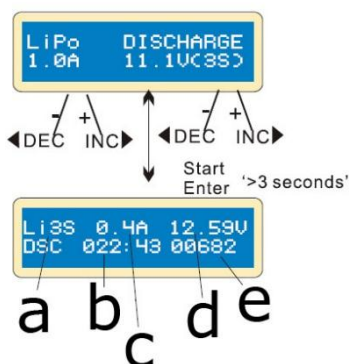 LiPo DISCHARGE
1.0A 11.1V(3S)
- +
◀DEC INC▶
- +
◀DEC INC▶
Start
Enter '>3 seconds'
Li3S 0.4A 12.59V
DSC 022:43 00682
a b c d e